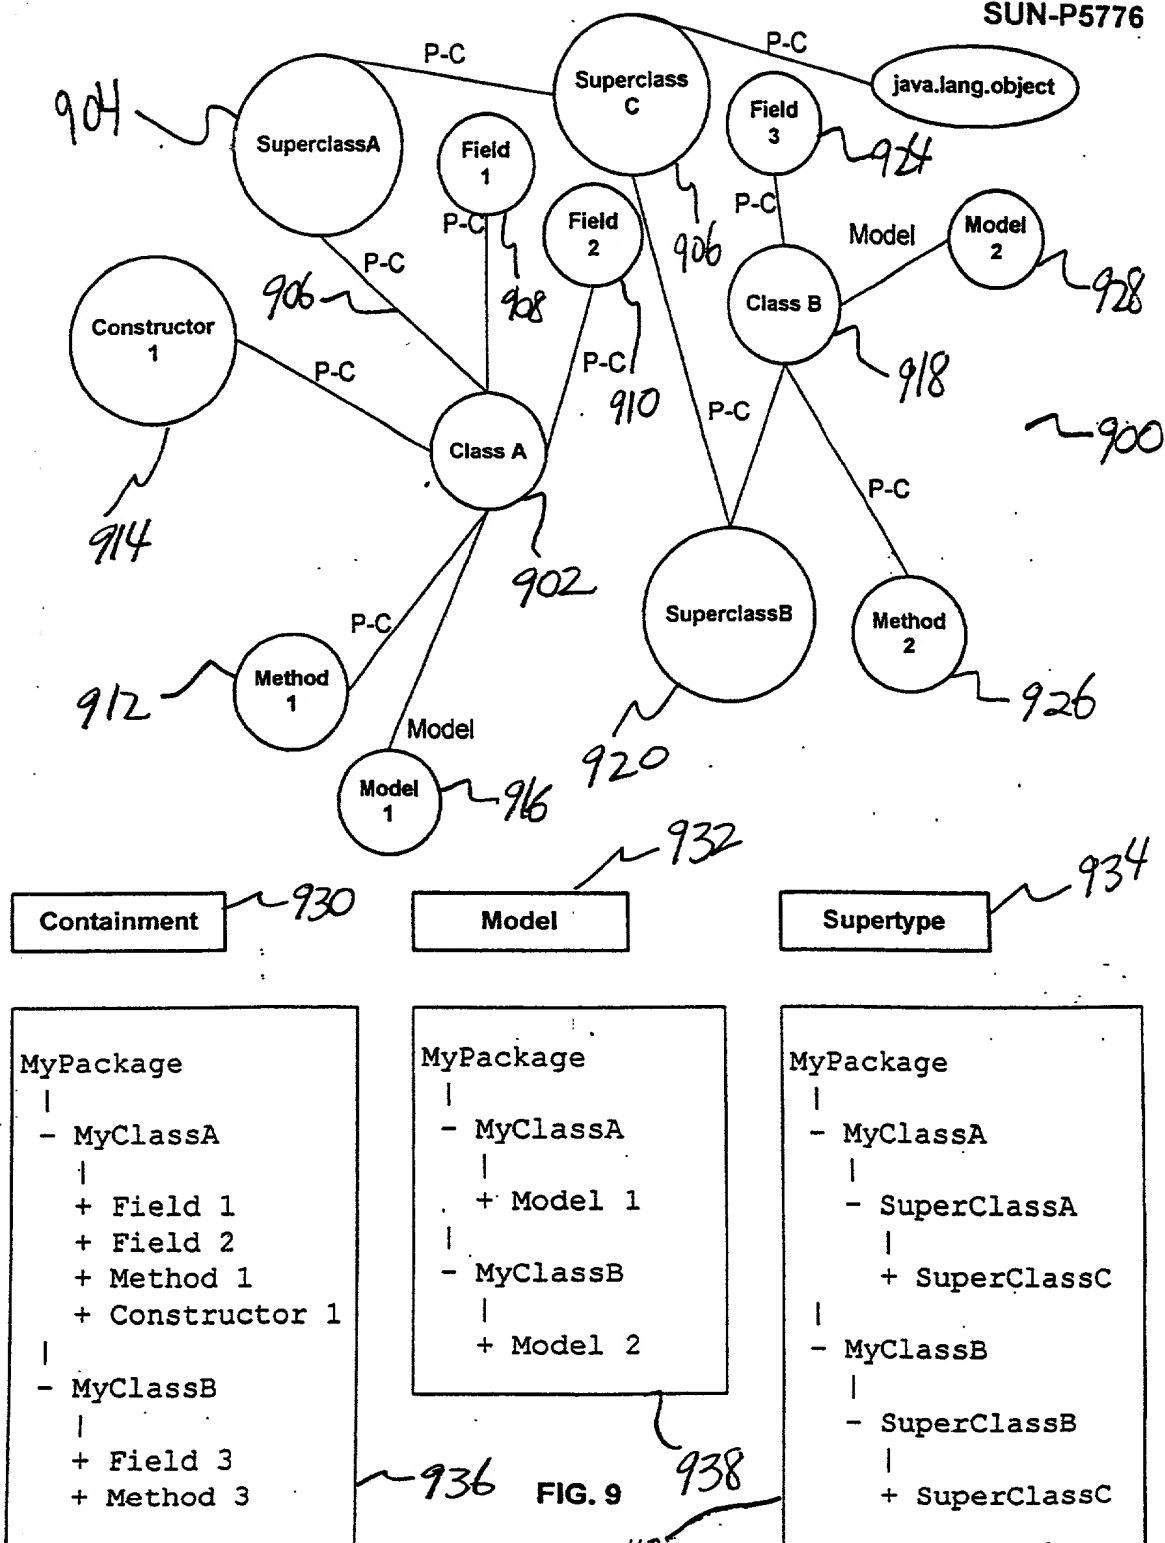 SUN-P5776
P-C
P-C
Superclass
C
java.lang.object
904
SuperclassA
Field
1
Field
3
924
P-C
Field
2
P-C
Model
Model
2
P-C
906
908
906
Class B
928
Constructor
1
P-C
P-C
910
918
P-C
900
Class A
P-C
914
902
SuperclassB
Method
2
P-C
Method
1
912
926
Model
920
Model
1
916
932
934
Containment
930
Model
Supertype
MyPackage
|
- MyClassA
|
+ Field 1
+ Field 2
+ Method 1
+ Constructor 1
|
- MyClassB
|
+ Field 3
+ Method 3
936
MyPackage
|
- MyClassA
|
+ Model 1
|
- MyClassB
|
+ Model 2
938
MyPackage
|
- MyClassA
|
- SuperClassA
|
+ SuperClassC
|
- MyClassB
|
- SuperClassB
|
+ SuperClassC
FIG. 9